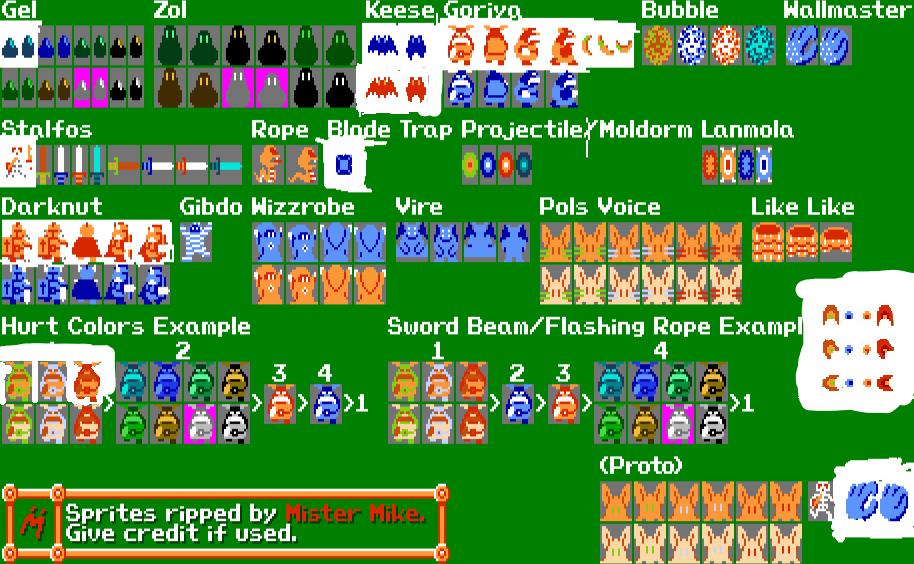 Gel Zol Keese Goriya Bubble Wallmaster
Stalfos Rope Blade Trap Projectile/Moldorm Lanmola
Darknut Gibdo Wizzrobe Vire Pols Voice Like Like
Hurt Colors Example Sword Beam/Flashing Rope Exampl
2 1 4
3 4 2 3
> > > >1 > > > >1
(Proto)
Sprites ripped by Mister Mike.
Give credit if used.